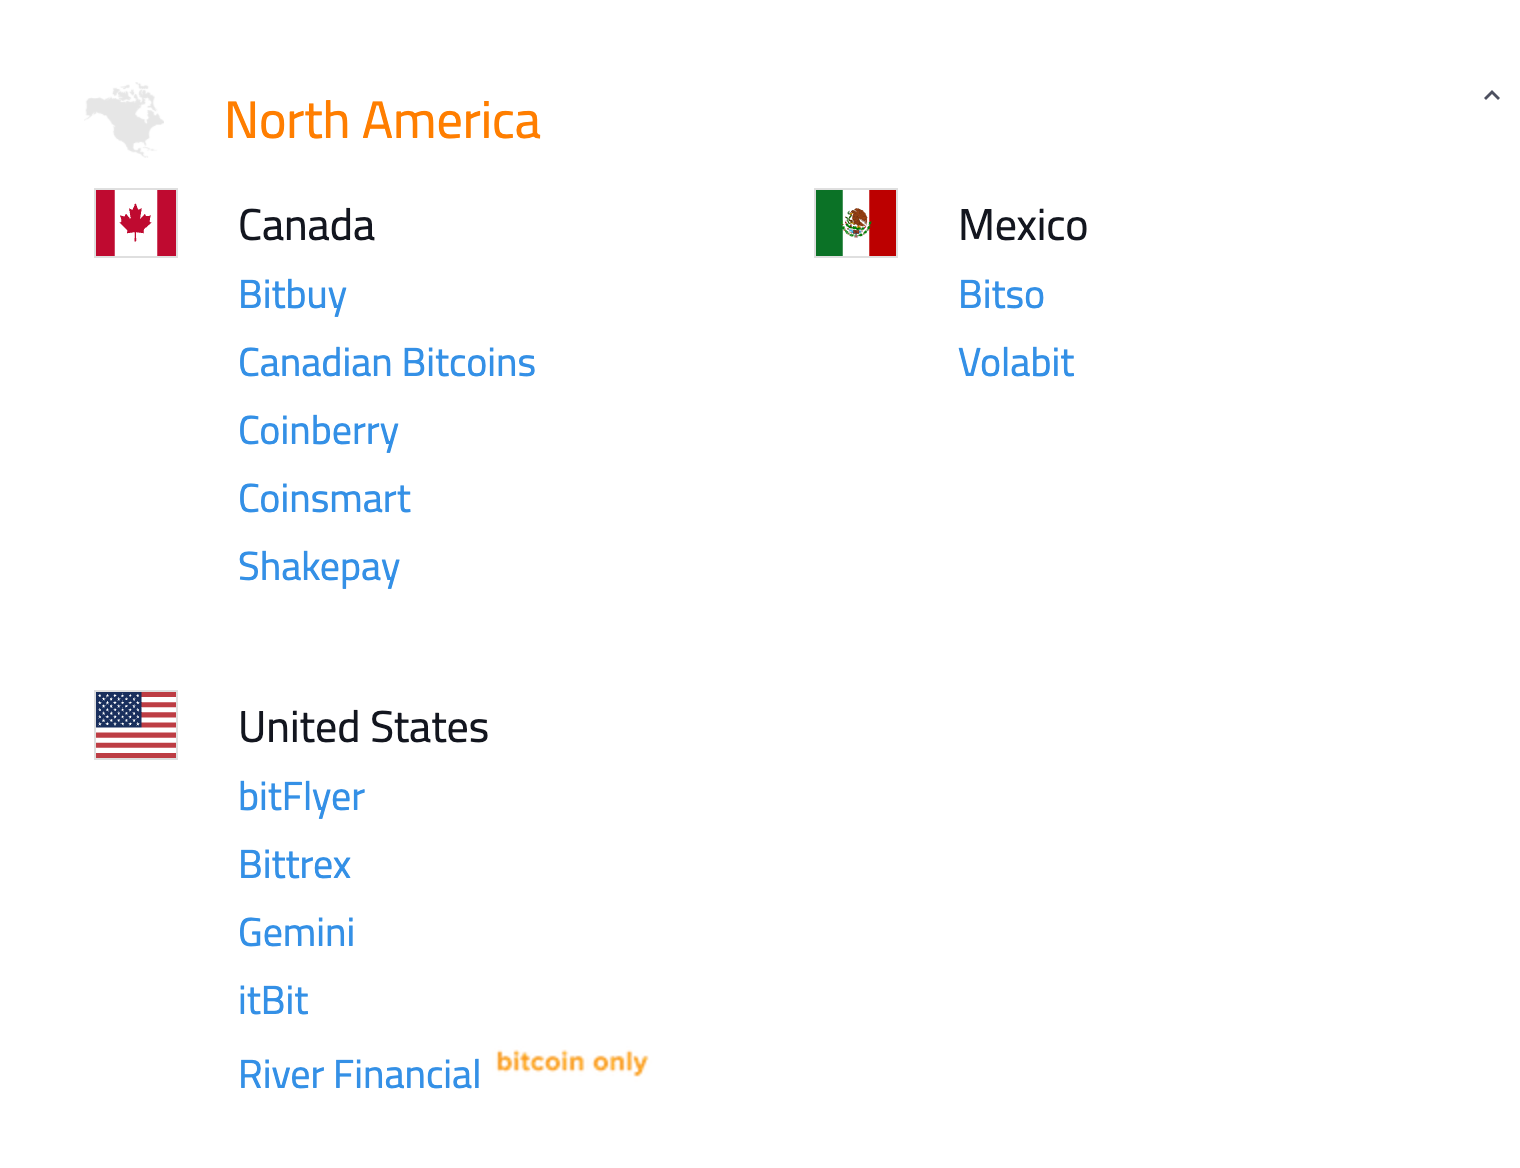 North America
Canada
Bitbuy
Canadian Bitcoins
Coinberry
Coinsmart
Shakepay
Mexico
Bitso
Volabit
United States
bitFlyer
Bittrex
Gemini
itBit
River Financial bitcoin only